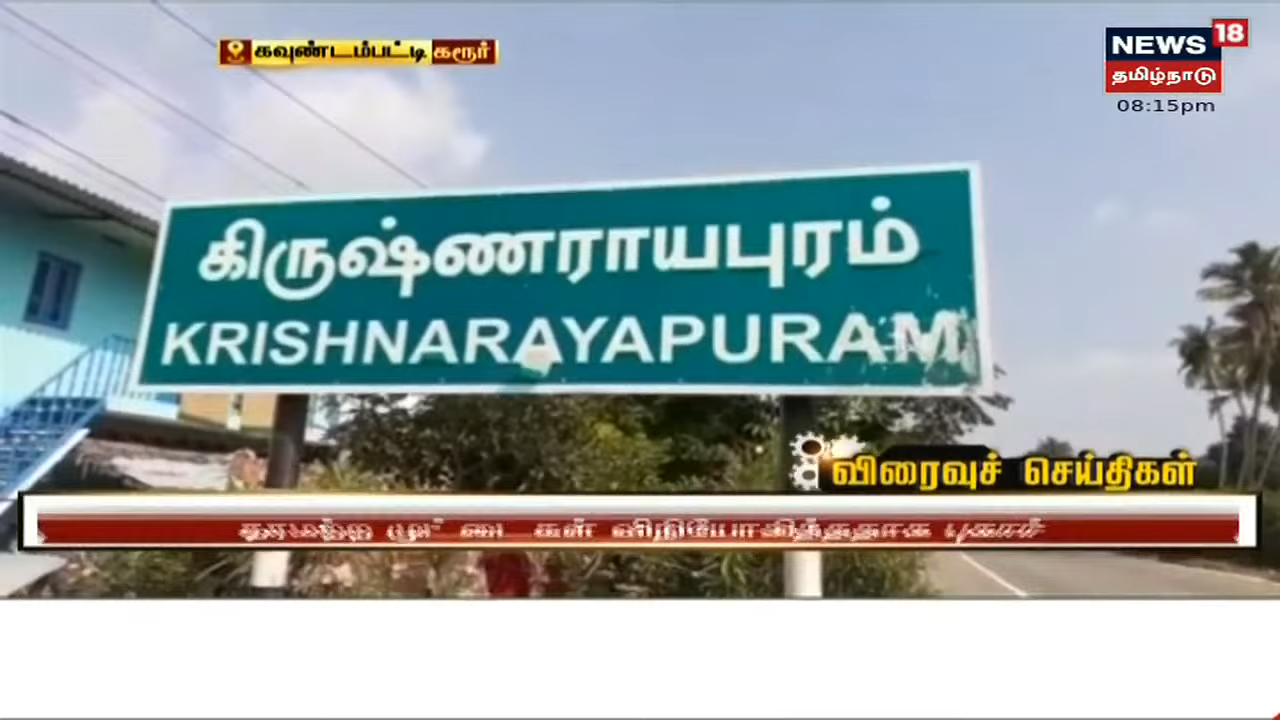 கவுண்டம்பட்டி கரூர்
NEWS 18
தமிழ்நாடு
08:15pm
கிருஷ்ணராயபுரம்
KRISHNARAYAPURAM
விரைவுச் செய்திகள்